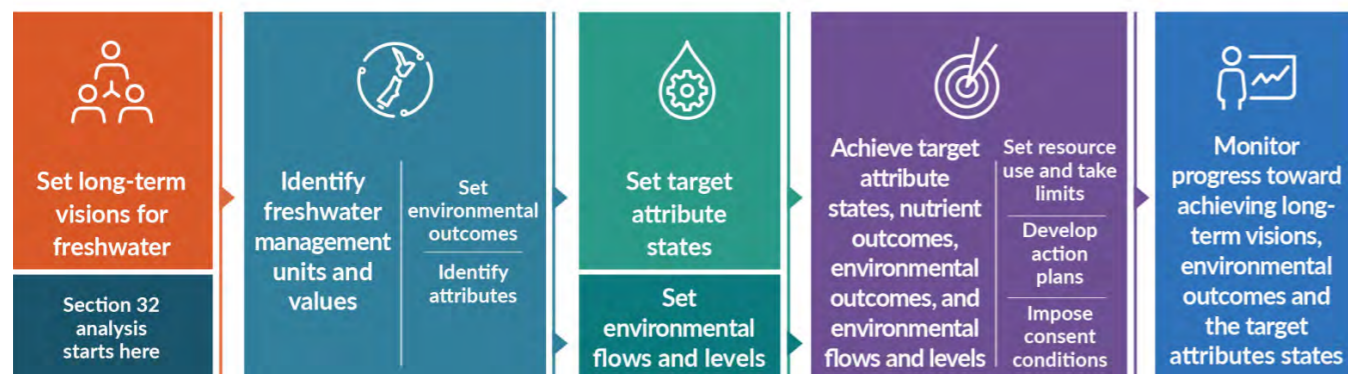 Set long-term
visions for
freshwater
Section 32
analysis
starts here
Identify
freshwater
management
units and
values
Set
environmental
outcomes
Identify
attributes
Set target
attribute
states
Set
environmental
flows and levels
Achieve target
attribute
states, nutrient
outcomes,
environmental
outcomes, and
environmental
flows and levels
Set resource
use and take
limits
Develop
action
plans
Impose
consent
conditions
Monitor
progress toward
achieving long-
term visions,
environmental
outcomes and
the target
attributes states